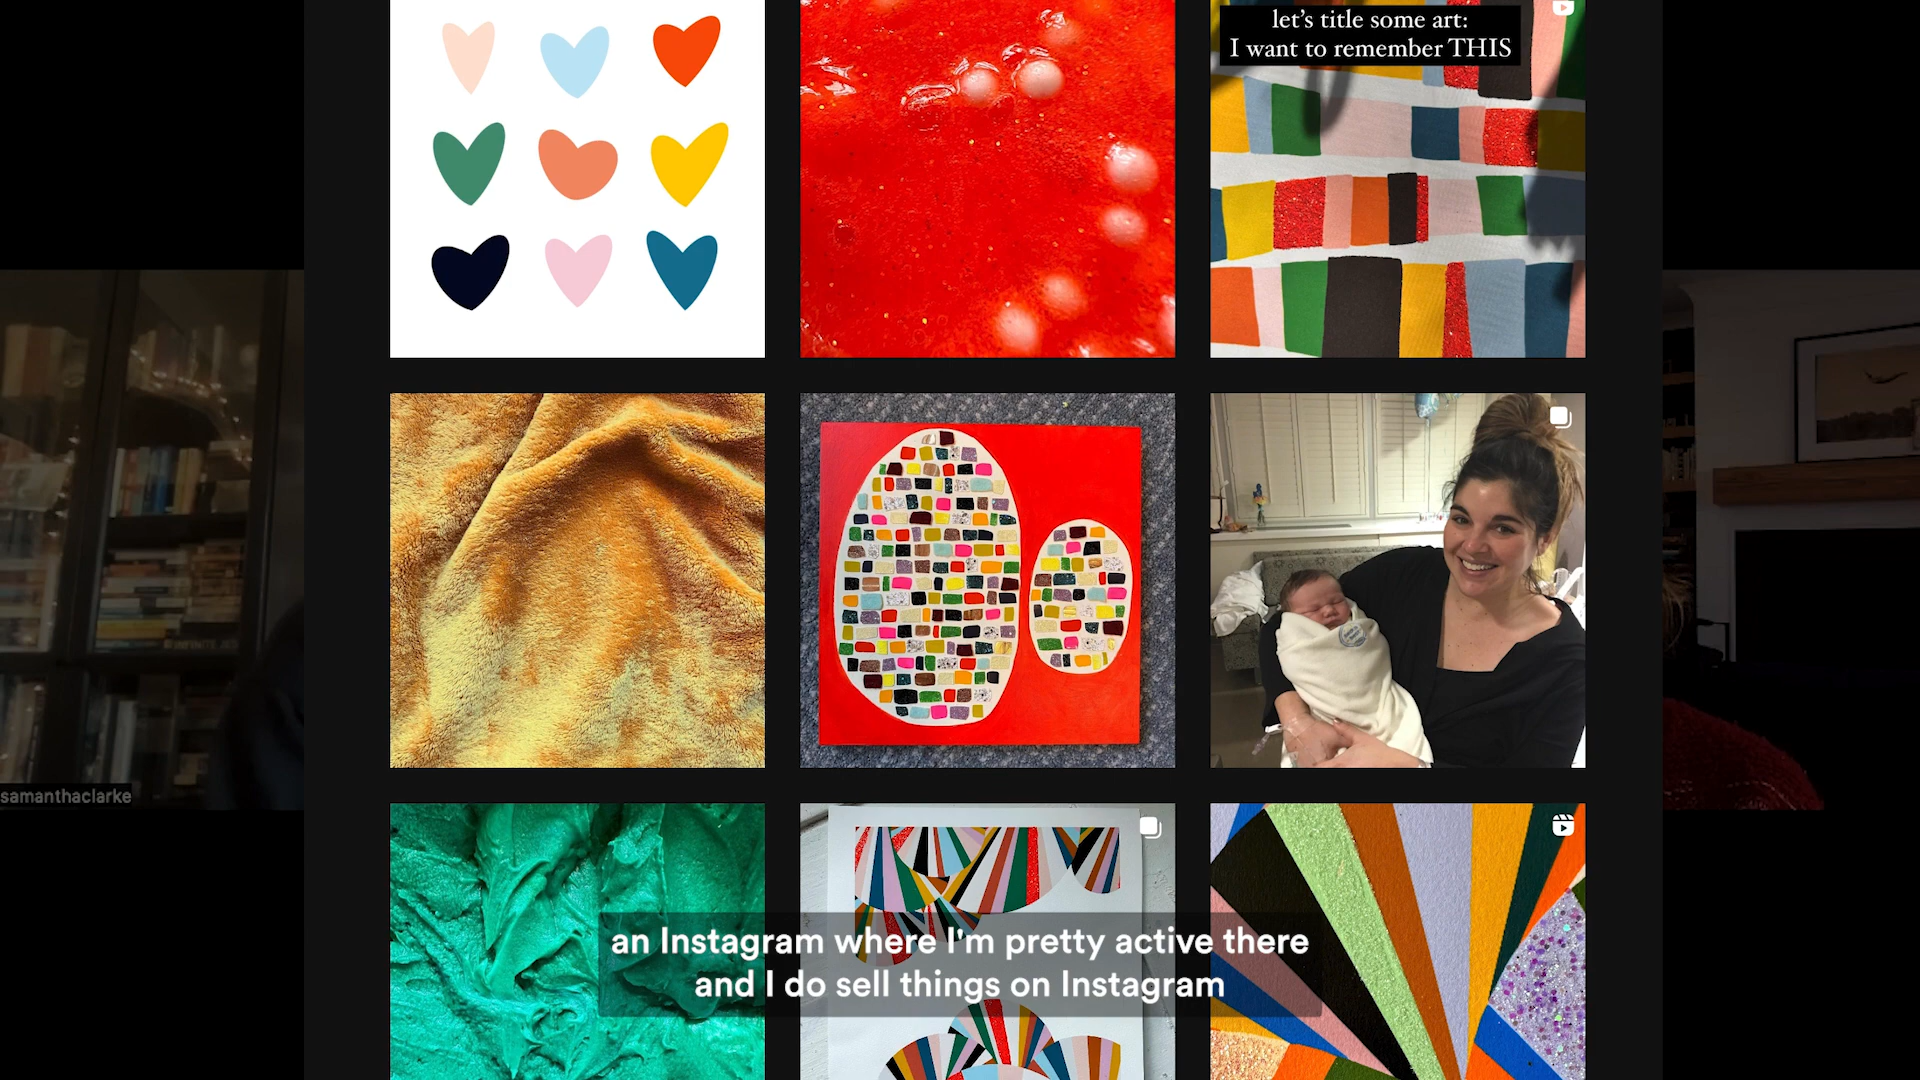 let's title some art:
I want to remember THIS
samanthaclarke
an Instagram where I'm pretty active there
and I do sell things on Instagram